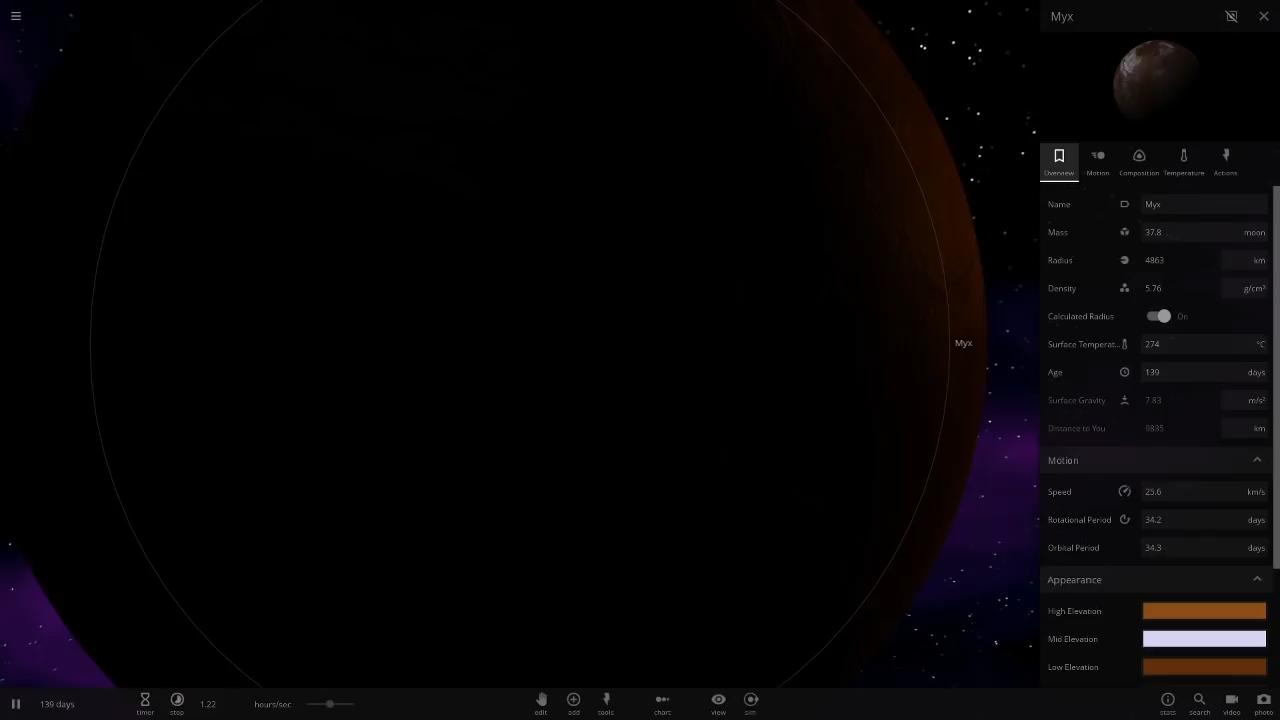 Myx
Overview Motion Composition Temperature Actions
Name Myx
Mass 37.8 moon
Radius 4863 km
Density 5.76 g/cm³
Calculated Radius On
Surface Temperat... 274 °C
Age 139 days
Surface Gravity 7.83 m/s²
Distance to You 9835 km
Motion
Speed 25.6 km/s
Rotational Period 34.2 days
Orbital Period 34.3 days
Appearance
High Elevation
Mid Elevation
Low Elevation
Myx
139 days timer step 1.22 hours/sec edit add tools chart view sim stats search video photo